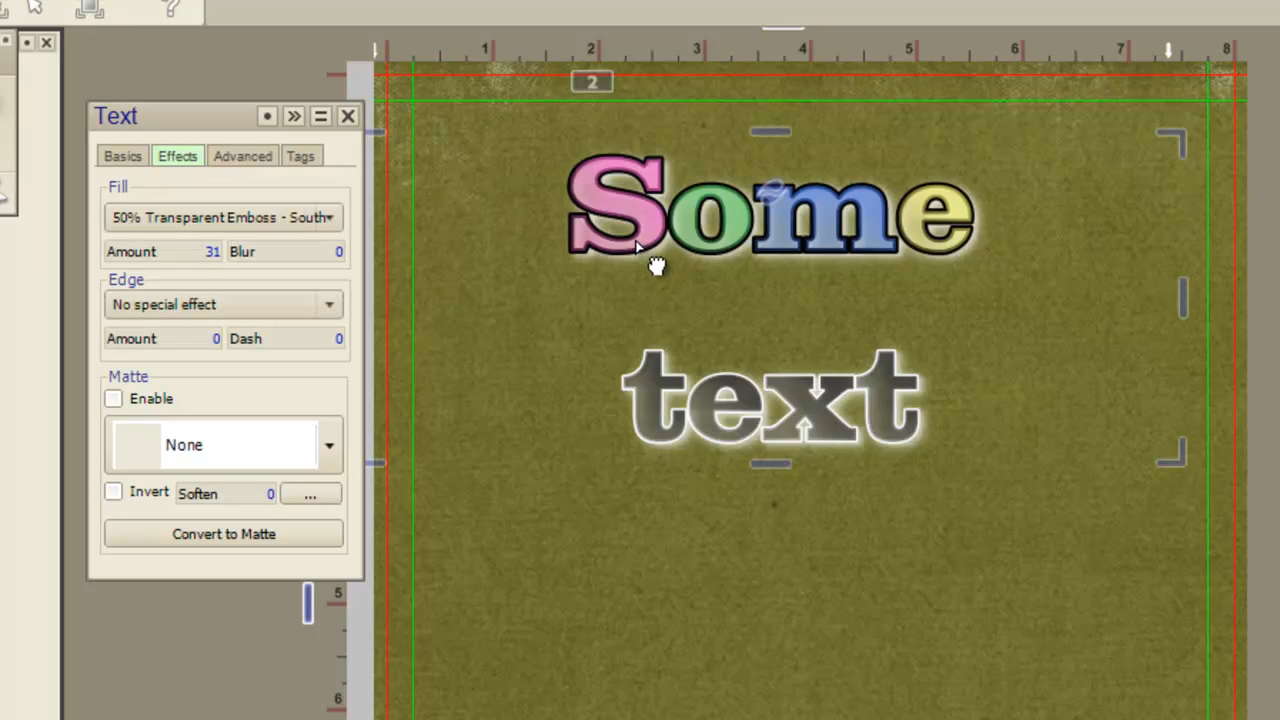 ?
1 2 3 4 5 6 7 8
2
Text
Basics Effects Advanced Tags
Fill
50% Transparent Emboss - South
Amount 31 Blur 0
Edge
No special effect
Amount 0 Dash 0
Matte
Enable
None
Invert Soften 0 ...
Convert to Matte
Some
text
5
6